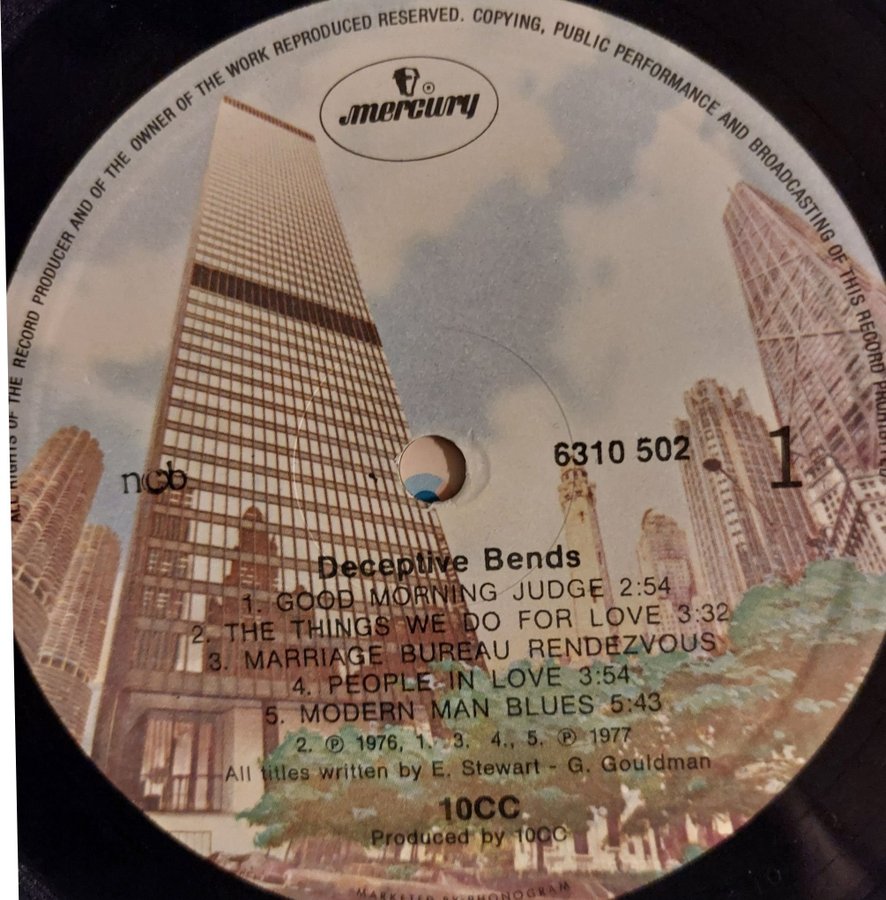 ALL RIGHTS OF THE RECORD PRODUCER AND OF THE OWNER OF THE WORK REPRODUCED RESERVED. COPYING, PUBLIC PERFORMANCE AND BROADCASTING OF THIS RECORD PROHIBITED
mercury
ncb
6310 502
1
Deceptive Bends
1. GOOD MORNING JUDGE 2:54
2. THE THINGS WE DO FOR LOVE 3:32
3. MARRIAGE BUREAU RENDEZVOUS
4. PEOPLE IN LOVE 3:54
5. MODERN MAN BLUES 5:43
2. ℗ 1976, 1. 3. 4., 5. ℗ 1977
All titles written by E. Stewart - G. Gouldman
10CC
Produced by 10CC
MARKETED BY PHONOGRAM